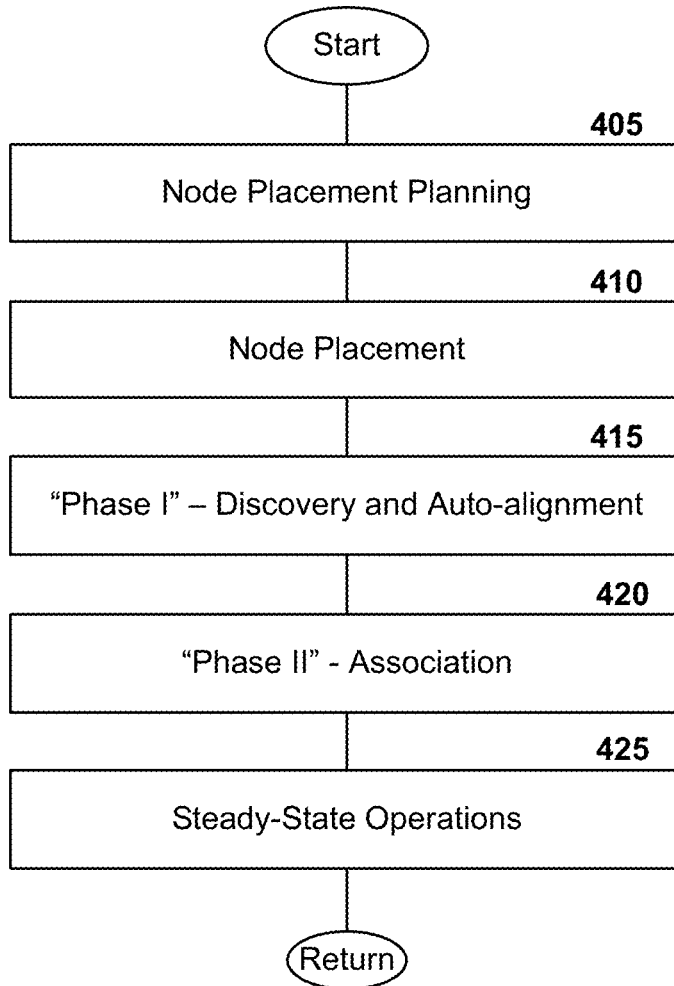 Start
405
Node Placement Planning
410
Node Placement
415
“Phase I” – Discovery and Auto-alignment
420
“Phase II” - Association
425
Steady-State Operations
Return